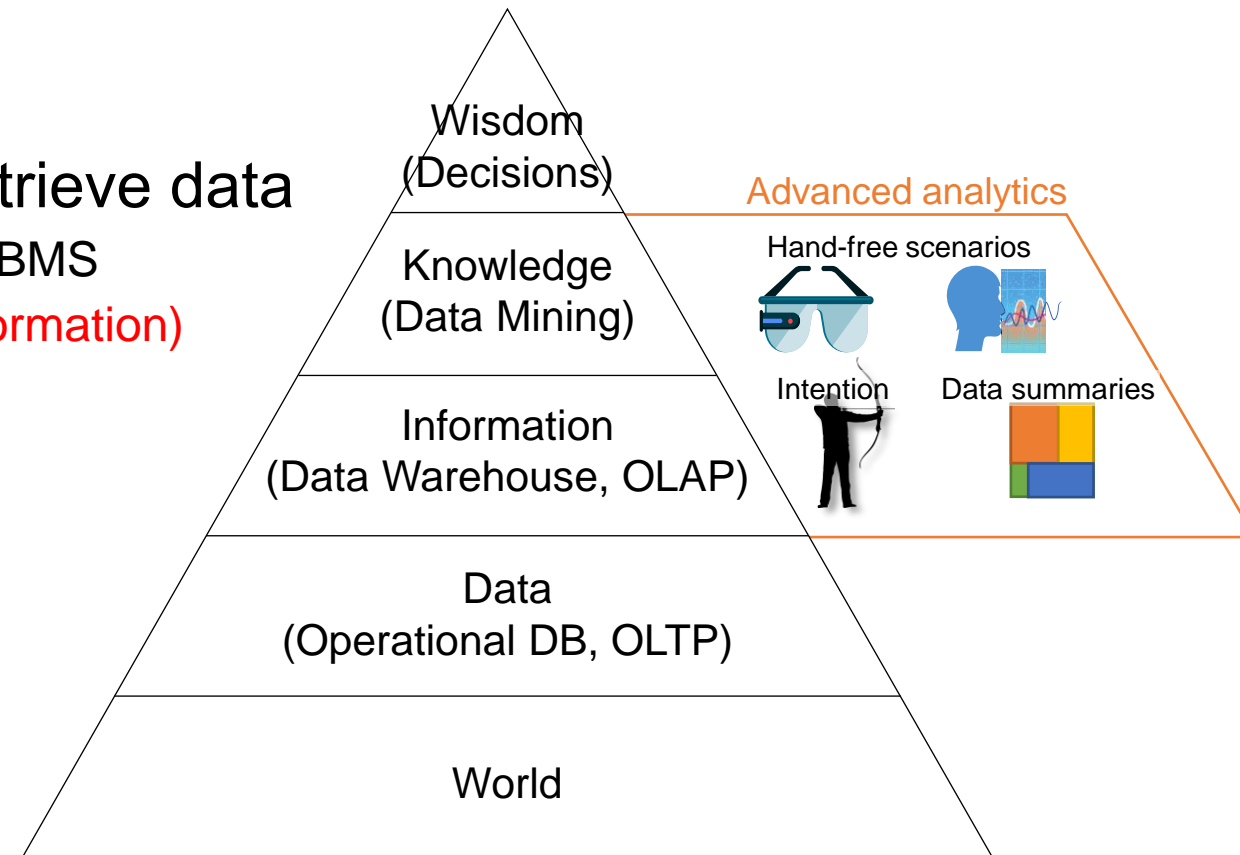 trieve data
BMS
ormation)
Wisdom
(Decisions)
Knowledge
(Data Mining)
Information
(Data Warehouse, OLAP)
Data
(Operational DB, OLTP)
World
Advanced analytics
Hand-free scenarios
Intention
Data summaries